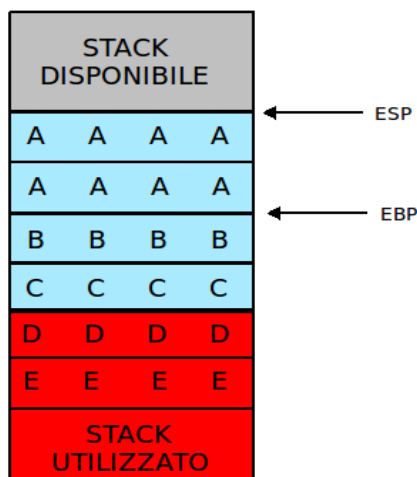 STACK
DISPONIBILE
ESP
A A A A
A A A A
EBP
B B B B
C C C C
D D D D
E E E E
STACK
UTILIZZATO